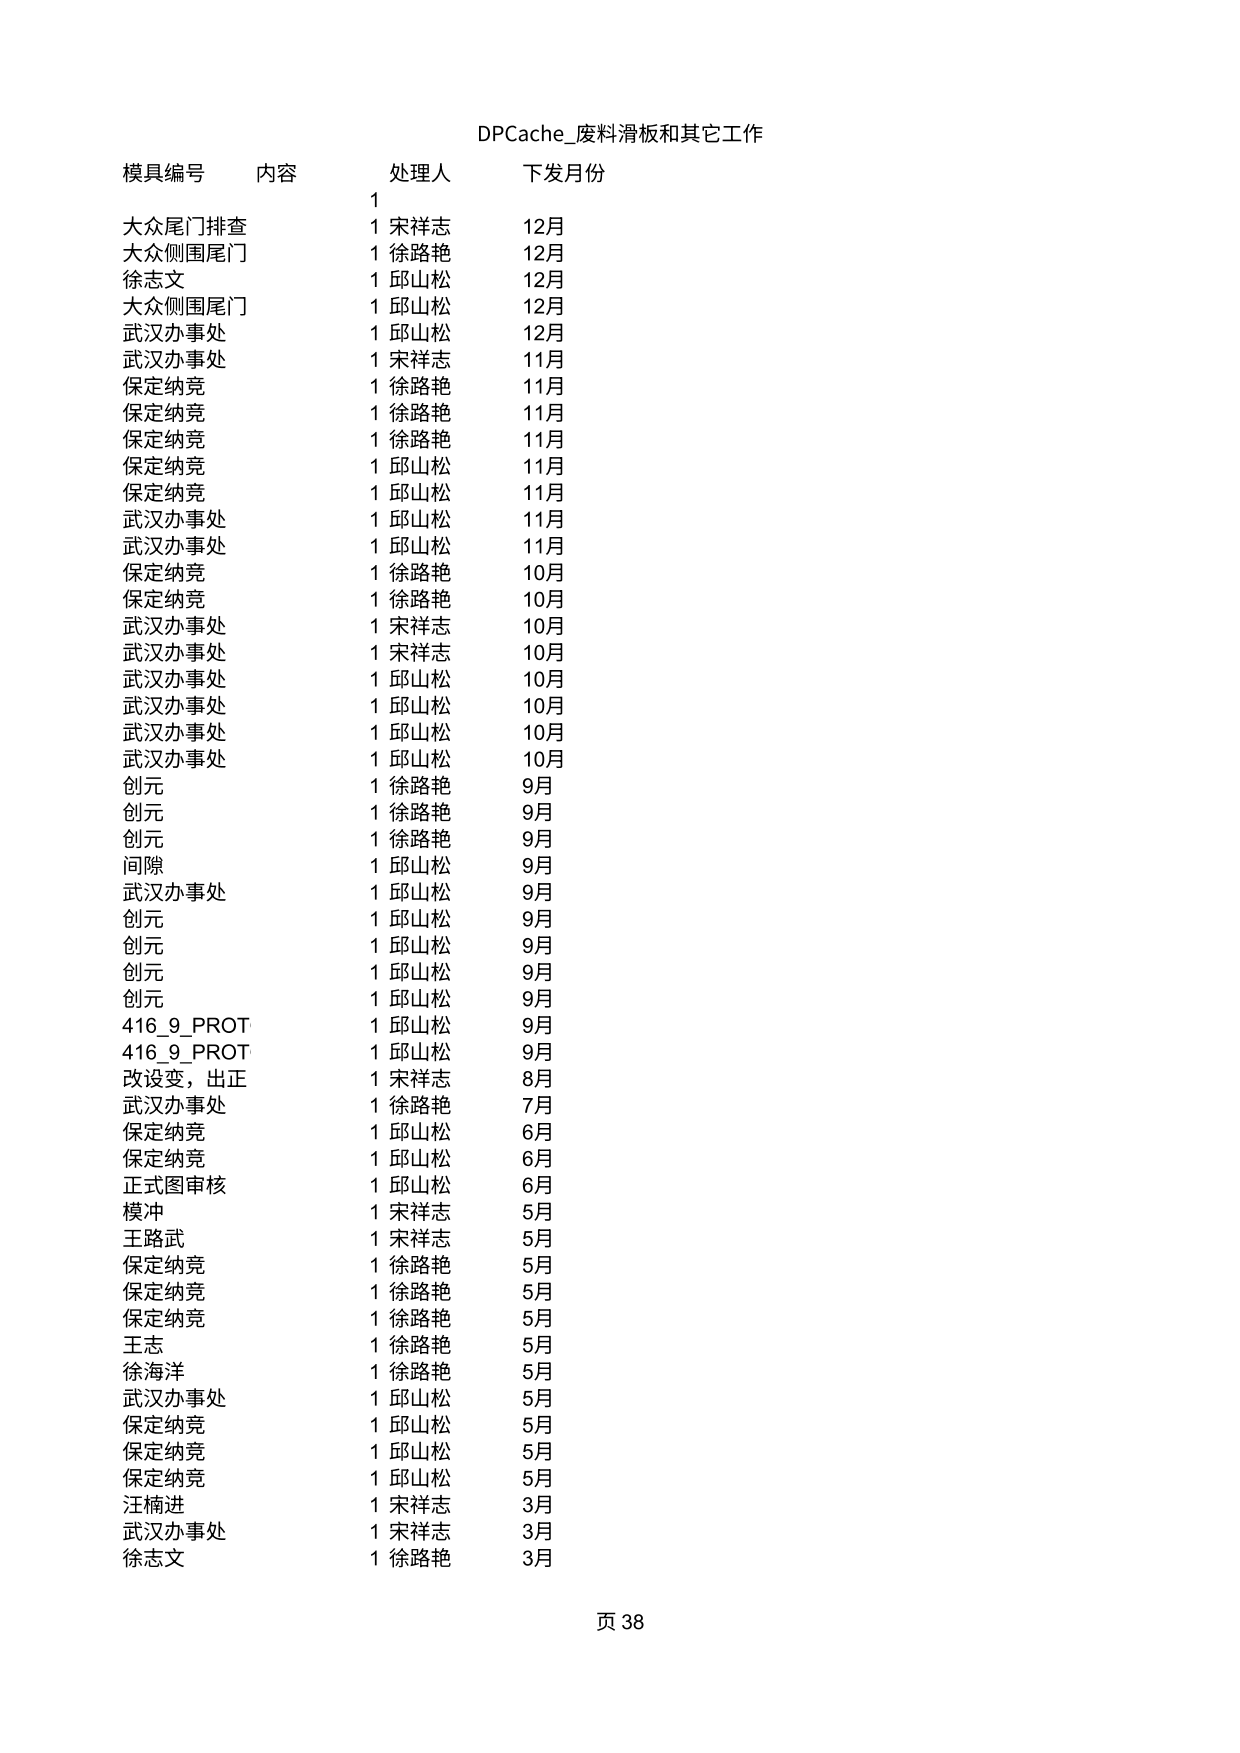 DPCache_废料滑板和其它工作
模具编号 内容 处理人 下发月份
1
大众尾门排查 1 宋祥志 12月
大众侧围尾门 1 徐路艳 12月
徐志文 1 邱山松 12月
大众侧围尾门 1 邱山松 12月
武汉办事处 1 邱山松 12月
武汉办事处 1 宋祥志 11月
保定纳竞 1 徐路艳 11月
保定纳竞 1 徐路艳 11月
保定纳竞 1 徐路艳 11月
保定纳竞 1 邱山松 11月
保定纳竞 1 邱山松 11月
武汉办事处 1 邱山松 11月
武汉办事处 1 邱山松 11月
保定纳竞 1 徐路艳 10月
保定纳竞 1 徐路艳 10月
武汉办事处 1 宋祥志 10月
武汉办事处 1 宋祥志 10月
武汉办事处 1 邱山松 10月
武汉办事处 1 邱山松 10月
武汉办事处 1 邱山松 10月
武汉办事处 1 邱山松 10月
创元 1 徐路艳 9月
创元 1 徐路艳 9月
创元 1 徐路艳 9月
间隙 1 邱山松 9月
武汉办事处 1 邱山松 9月
创元 1 邱山松 9月
创元 1 邱山松 9月
创元 1 邱山松 9月
创元 1 邱山松 9月
416_9_PROT 1 邱山松 9月
416_9_PROT 1 邱山松 9月
改设变，出正 1 宋祥志 8月
武汉办事处 1 徐路艳 7月
保定纳竞 1 邱山松 6月
保定纳竞 1 邱山松 6月
正式图审核 1 邱山松 6月
模冲 1 宋祥志 5月
王路武 1 宋祥志 5月
保定纳竞 1 徐路艳 5月
保定纳竞 1 徐路艳 5月
保定纳竞 1 徐路艳 5月
王志 1 徐路艳 5月
徐海洋 1 徐路艳 5月
武汉办事处 1 邱山松 5月
保定纳竞 1 邱山松 5月
保定纳竞 1 邱山松 5月
保定纳竞 1 邱山松 5月
汪楠进 1 宋祥志 3月
武汉办事处 1 宋祥志 3月
徐志文 1 徐路艳 3月
页 38